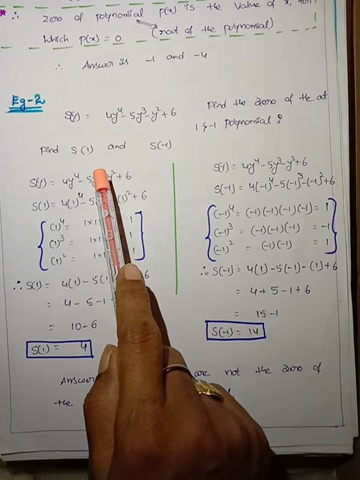 * zero of polynomial p(x) is the value of x,
Which p(x) = 0 (root of the polynomial)
∴ Answer is -1 and -4
Eg-2
S(y) = 4y⁴ - 5y³ - y² + 6
Find the zero of the at
1 & -1 polynomial?
Find S(1) and S(-1)
S(y) = 4y⁴ - 5y³ + 6
S(1) = 4(1)⁴ - 5 (1)² + 6
(1)⁴ = 1×1 1
(1)³ = 1×1 1
(1)² = 1×1 1
∴ S(1) = 4(1) - 5 6
= 4 - 5 - 1
= 10 - 6
S(1) = 4
S(y) = 4y⁴ - 5y³ - y² + 6
S(-1) = 4(-1)⁴ - 5(-1)³ - (-1)² + 6
(-1)⁴ = (-1)(-1)(-1)(-1) = 1
(-1)³ = (-1)(-1)(-1) = -1
(-1)² = (-1)(-1) = 1
∴ S(-1) = 4(1) - 5(-1) - (1) + 6
= 4 + 5 - 1 + 6
= 15 - 1
S(-1) = 14
are not the zero of
the